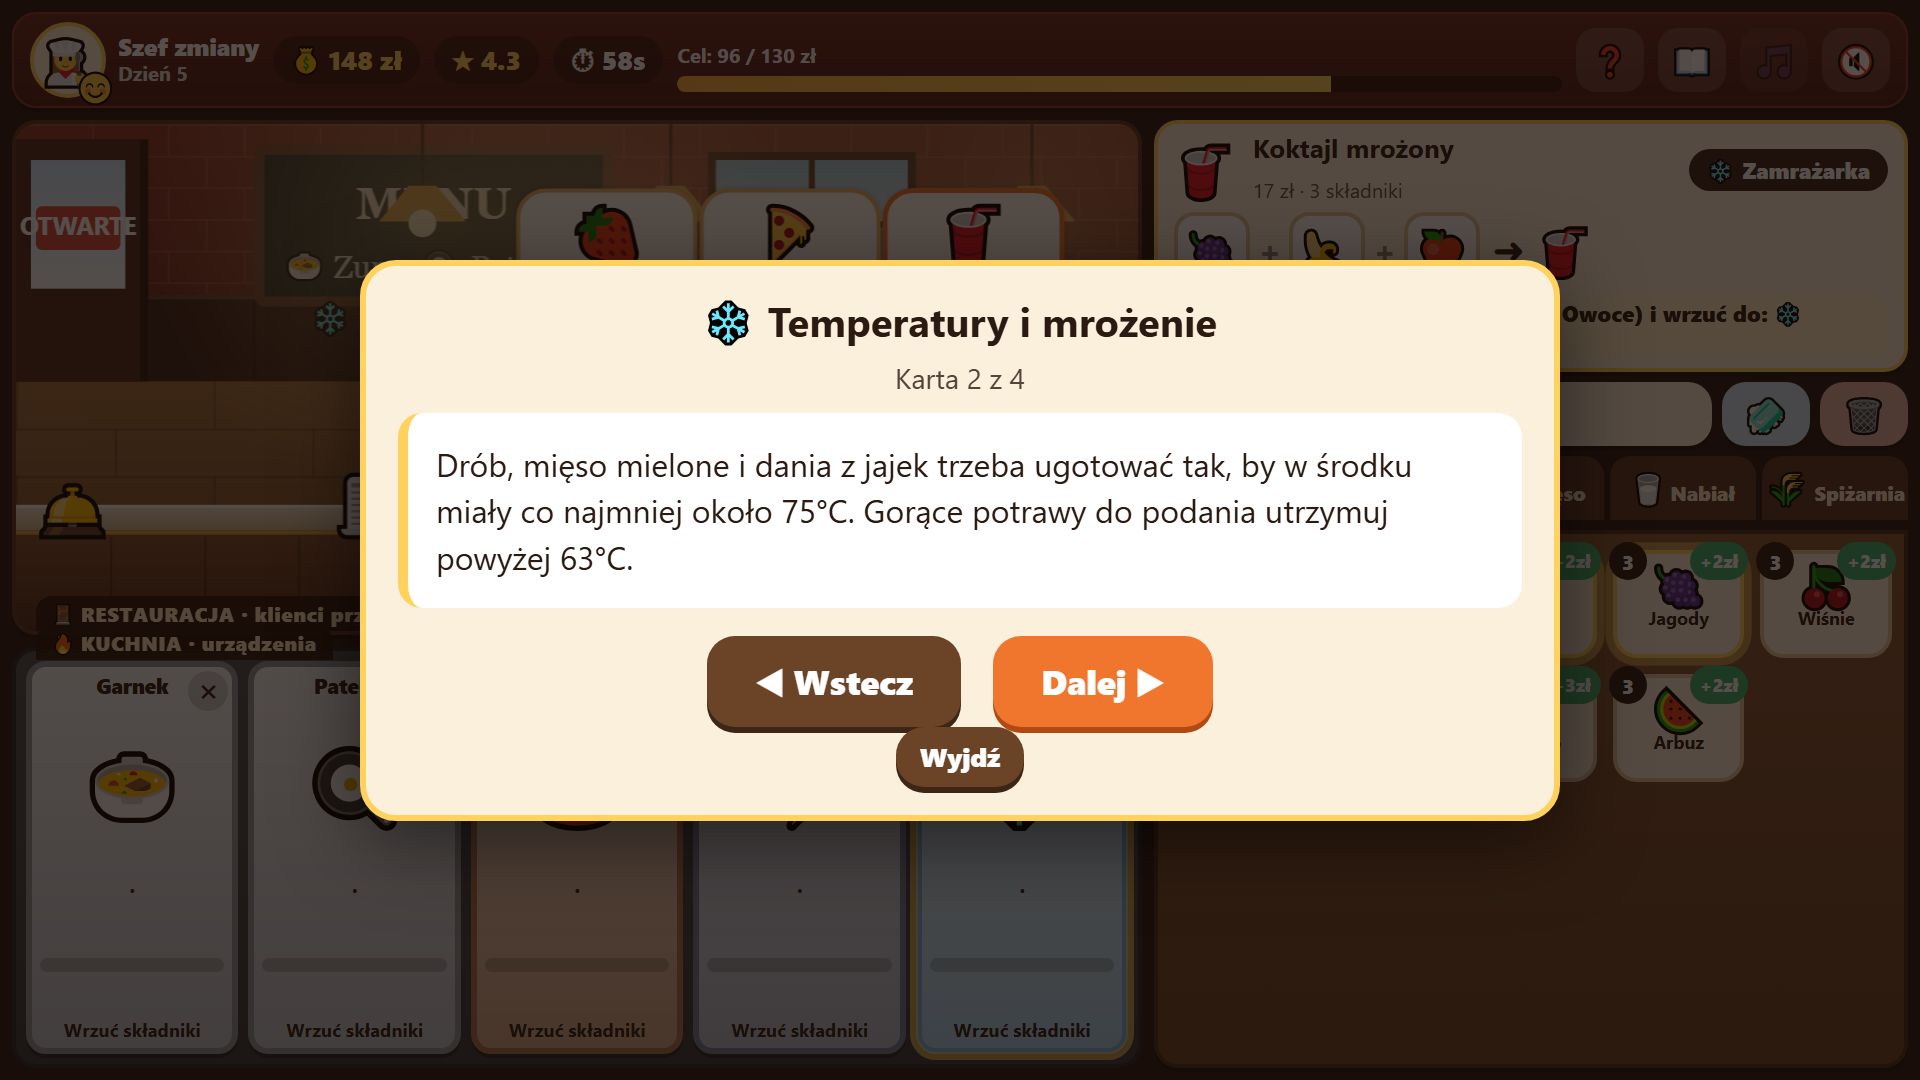 Szef zmiany
Dzień 5
148 zł
4.3
58s
Cel: 96 / 130 zł
OTWARTE
Koktajl mrożony
17 zł · 3 składniki
Zamrażarka
+
+
Owoce) i wrzuć do:
Temperatury i mrożenie
Karta 2 z 4
Drób, mięso mielone i dania z jajek trzeba ugotować tak, by w środku
miały co najmniej około 75°C. Gorące potrawy do podania utrzymuj
powyżej 63°C.
Wstecz
Dalej
Wyjdź
Nabiał
Spiżarnia
3
+2zł
Jagody
3
+2zł
Wiśnie
3
+2zł
Arbuz
RESTAURACJA · klienci
KUCHNIA · urządzenia
Garnek
Wrzuć składniki
Wrzuć składniki
Wrzuć składniki
Wrzuć składniki
Wrzuć składniki